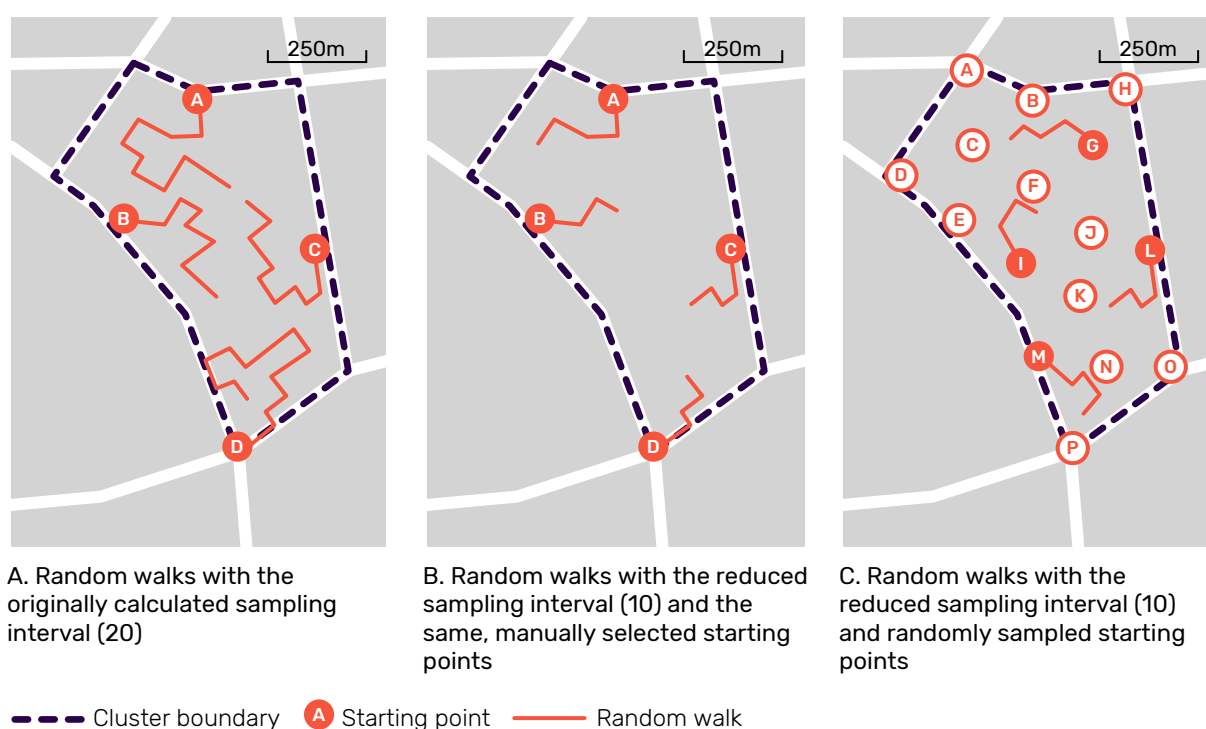 250m
A
B
C
D
250m
A
B
C
D
250m
A
B
H
C
G
D
F
E
J
L
I
K
M
N
O
P
A. Random walks with the
originally calculated sampling
interval (20)
B. Random walks with the reduced
sampling interval (10) and the
same, manually selected starting
points
C. Random walks with the
reduced sampling interval (10)
and randomly sampled starting
points
Cluster boundary
A Starting point
Random walk